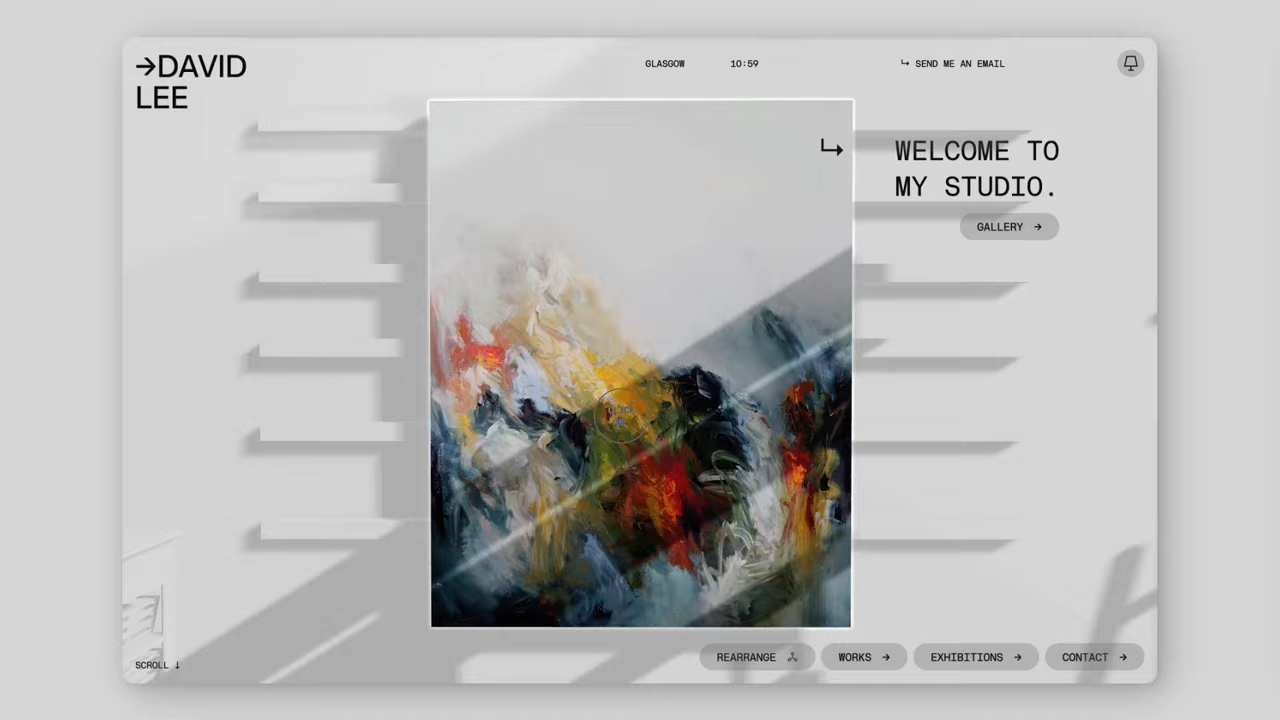 →DAVID
LEE
GLASGOW
10:59
↳ SEND ME AN EMAIL
WELCOME TO
MY STUDIO.
GALLERY →
SCROLL ↓
REARRANGE
WORKS →
EXHIBITIONS →
CONTACT →